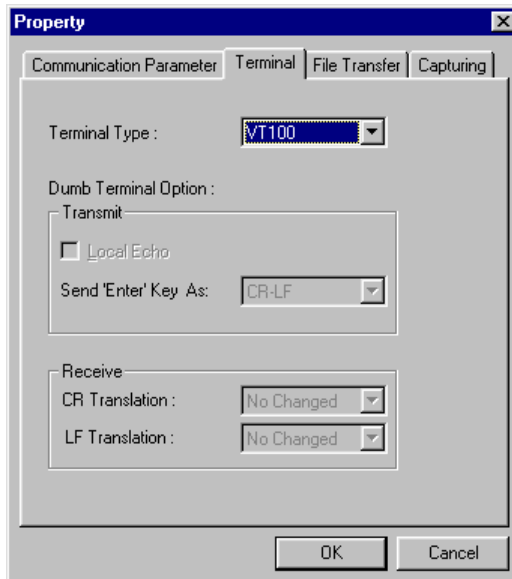 Property
Communication Parameter Terminal File Transfer Capturing
Terminal Type : VT100
Dumb Terminal Option :
Transmit
Local Echo
Send 'Enter' Key As: CR-LF
Receive
CR Translation : No Changed
LF Translation : No Changed
OK Cancel